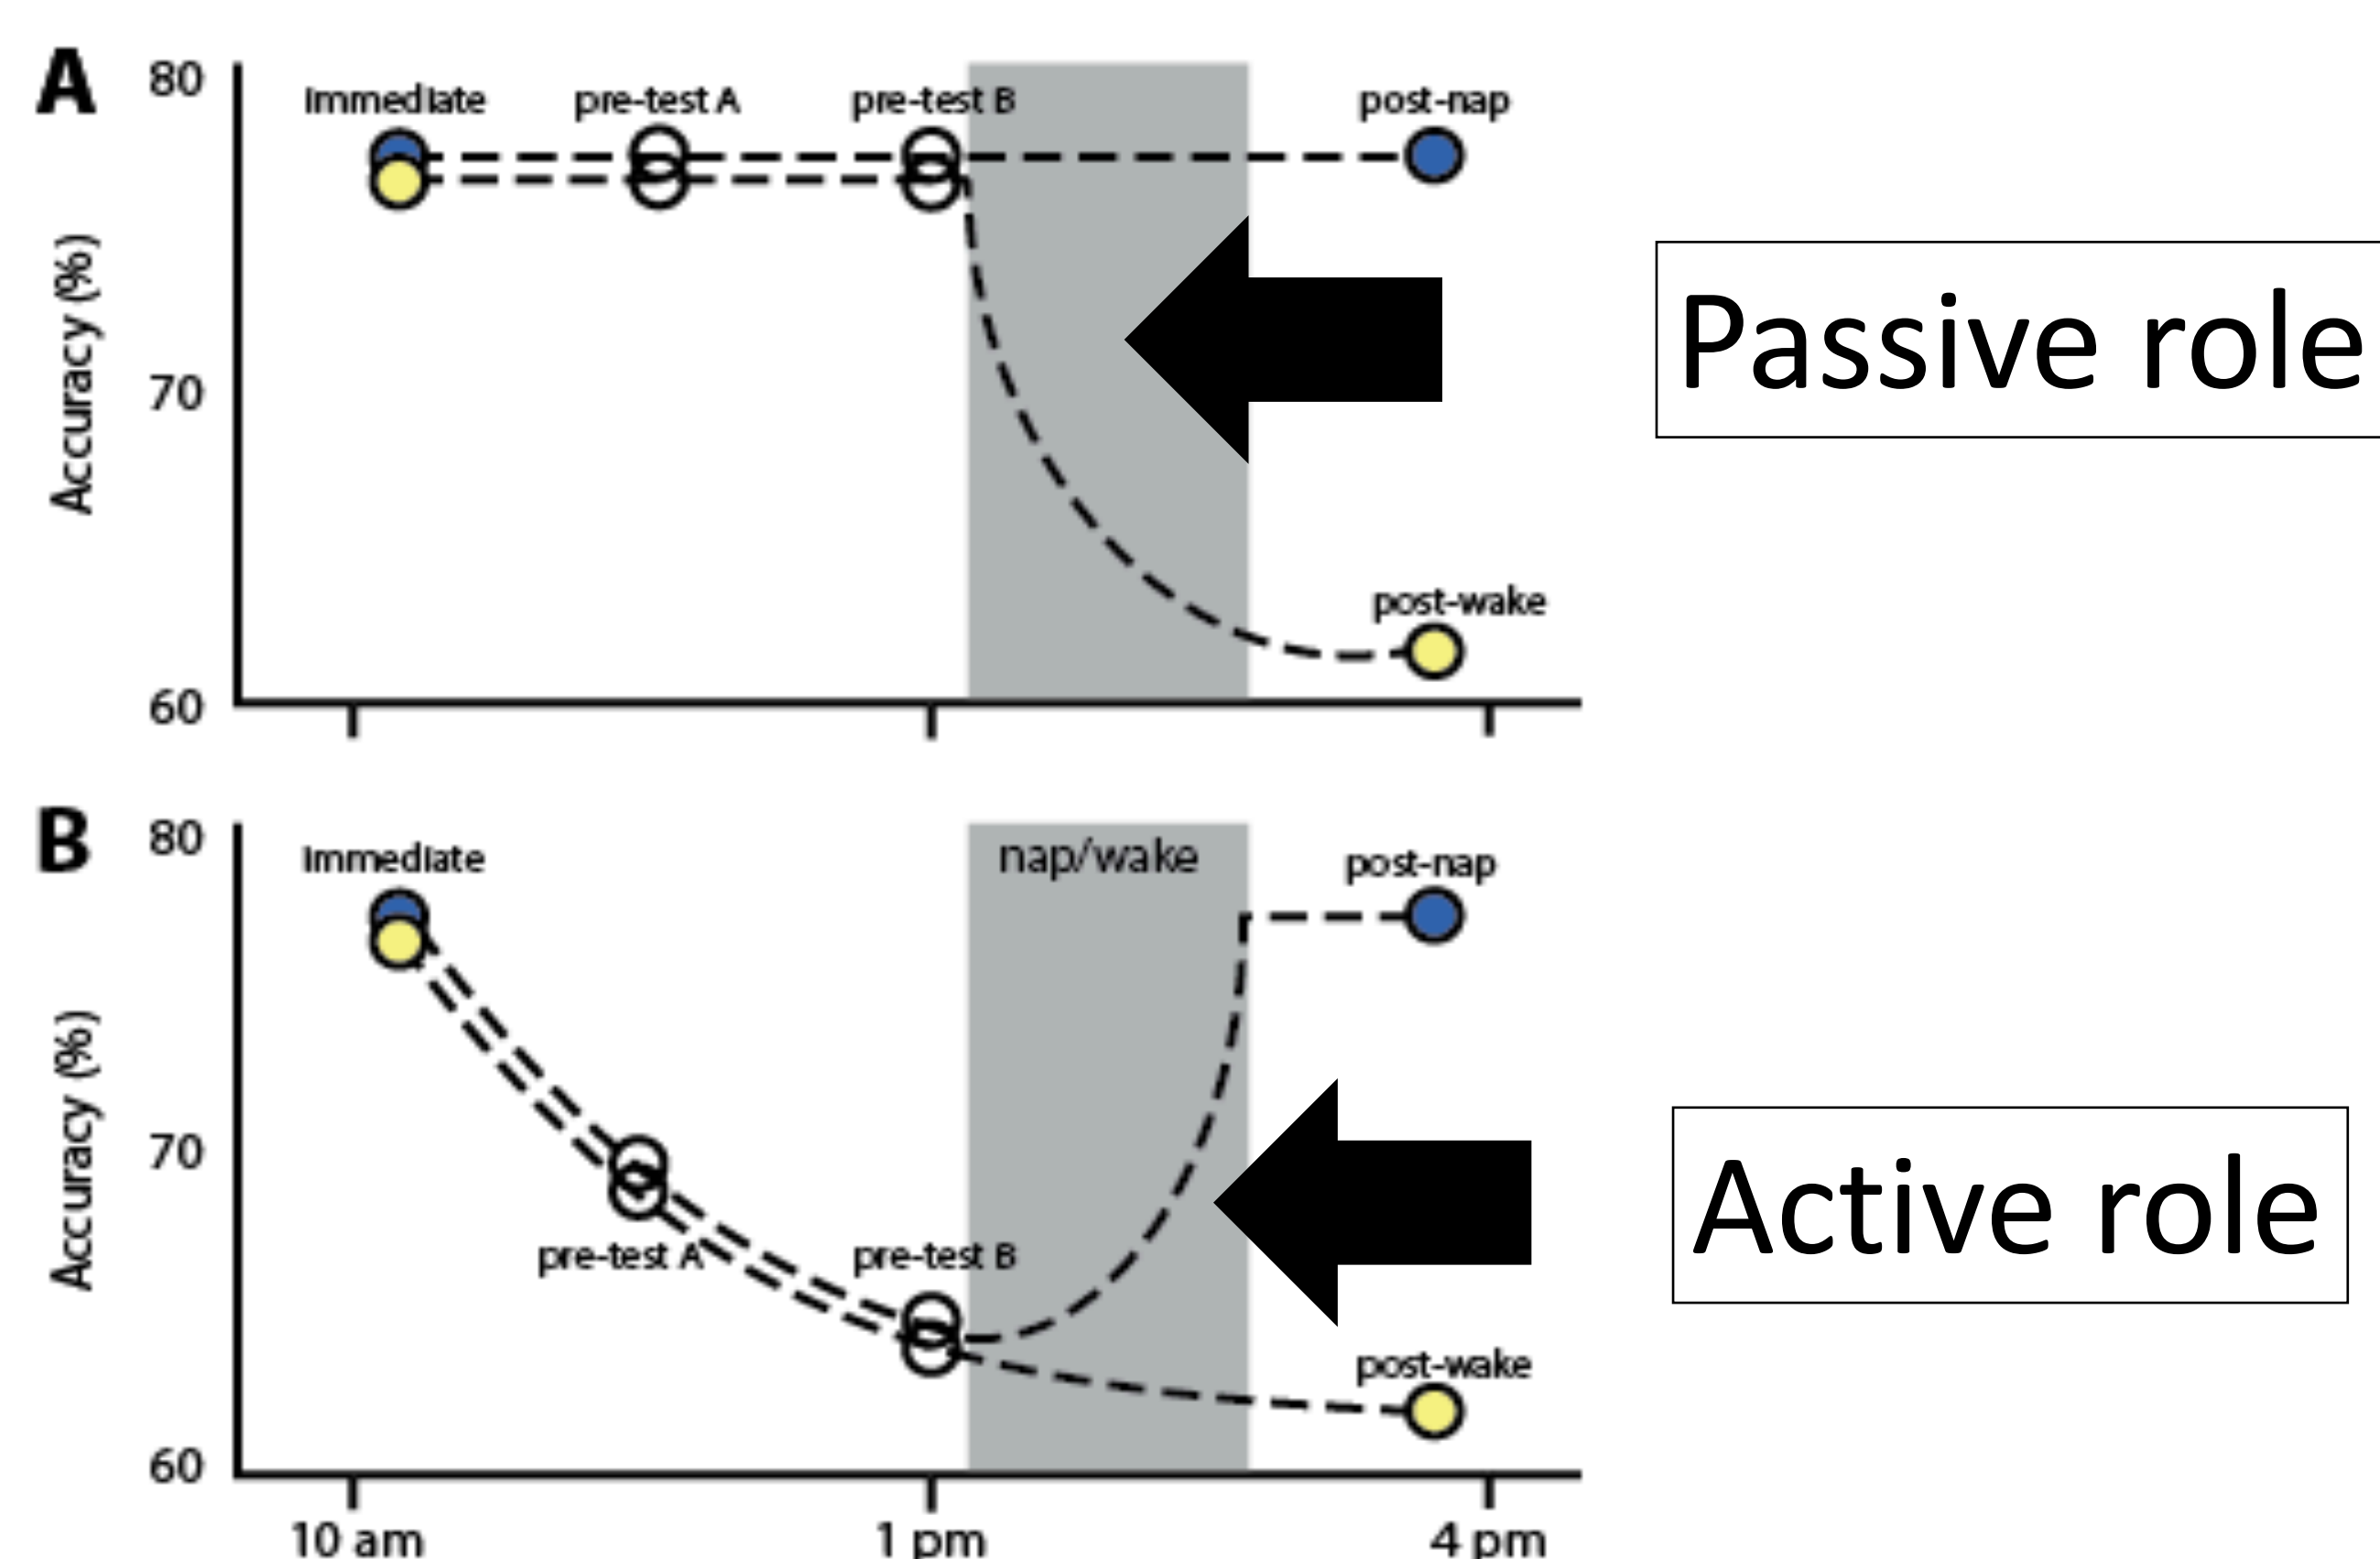 A
80
Immediate
pre-test A
pre-test B
post-nap
Accuracy (%)
70
Passive role
post-wake
60
B
80
Immediate
nap/wake
post-nap
Accuracy (%)
70
Active role
pre-test A
pre-test B
post-wake
60
10 am
1 pm
4 pm